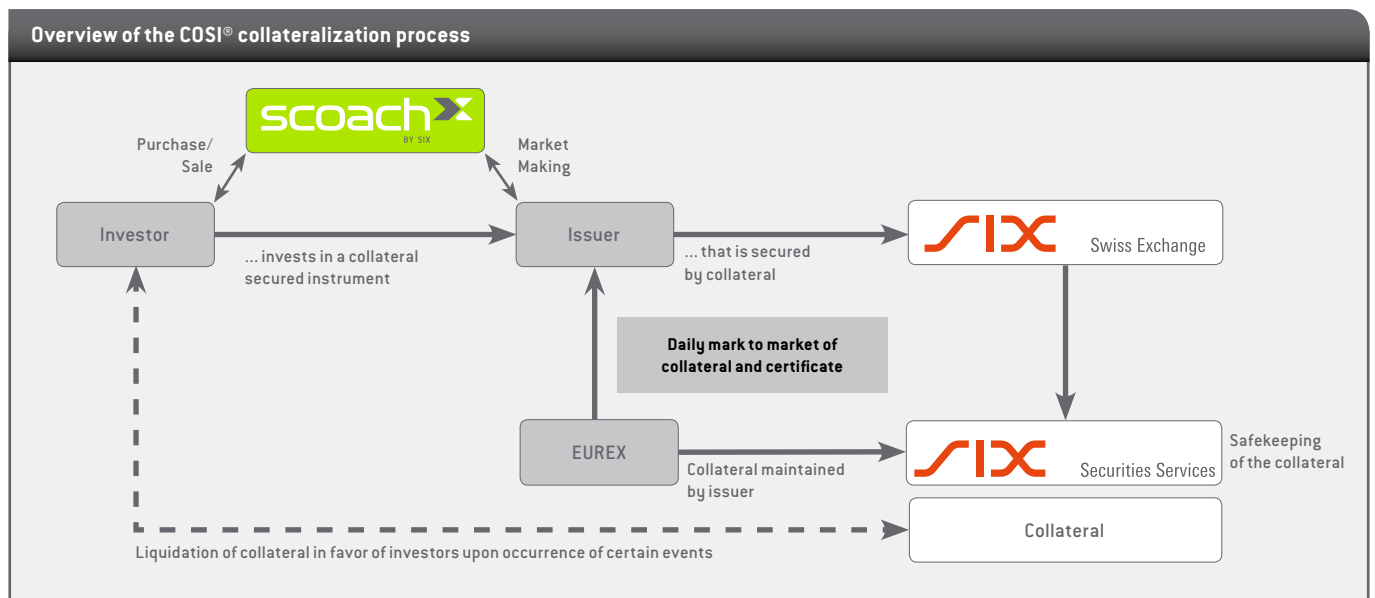 Overview of the COSI® collateralization process
scoach
BY SIX
Purchase/
Sale
Market
Making
Investor
... invests in a collateral
secured instrument
Issuer
... that is secured
by collateral
SIX
Swiss Exchange
Daily mark to market of
collateral and certificate
EUREX
Collateral maintained
by issuer
SIX
Securities Services
Safekeeping
of the collateral
Collateral
Liquidation of collateral in favor of investors upon occurrence of certain events